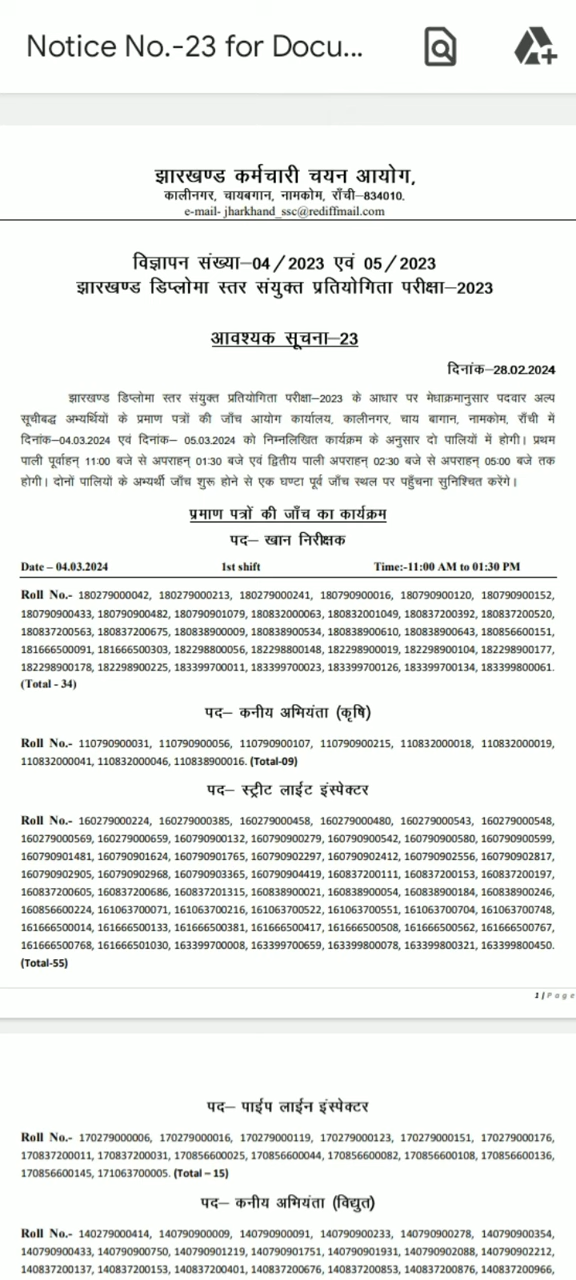 Notice No.-23 for Docu...
झारखण्ड कर्मचारी चयन आयोग,
कालीनगर, चायबगान, नामकोम, राँची–834010.
e-mail- jharkhand_ssc@rediffmail.com
विज्ञापन संख्या–04/2023 एवं 05/2023
झारखण्ड डिप्लोमा स्तर संयुक्त प्रतियोगिता परीक्षा–2023
आवश्यक सूचना–23
दिनांक–28.02.2024
झारखण्ड डिप्लोमा स्तर संयुक्त प्रतियोगिता परीक्षा–2023 के आधार पर मेधाक्रमानुसार पदवार अल्प
सूचीबद्ध अभ्यर्थियों के प्रमाण पत्रों की जाँच आयोग कार्यालय, कालीनगर, चाय बागान, नामकोम, राँची में
दिनांक–04.03.2024 एवं दिनांक– 05.03.2024 को निम्नलिखित कार्यक्रम के अनुसार दो पालियों में होगी। प्रथम
पाली पूर्वाहन् 11:00 बजे से अपराहन् 01:30 बजे एवं द्वितीय पाली अपराहन् 02:30 बजे से अपराहन् 05:00 बजे तक
होगी। दोनों पालियों के अभ्यर्थी जाँच शुरू होने से एक घण्टा पूर्व जाँच स्थल पर पहुँचना सुनिश्चित करेंगे।
प्रमाण पत्रों की जाँच का कार्यक्रम
पद– खान निरीक्षक
Date – 04.03.2024 1st shift Time:-11:00 AM to 01:30 PM
Roll No.- 180279000042, 180279000213, 180279000241, 180790900016, 180790900120, 180790900152,
180790900433, 180790900482, 180790901079, 180832000063, 180832001049, 180837200392, 180837200520,
180837200563, 180837200675, 180838900009, 180838900534, 180838900610, 180838900643, 180856600151,
181666500091, 181666500303, 182298800056, 182298800148, 182298900019, 182298900104, 182298900177,
182298900178, 182298900225, 183399700011, 183399700023, 183399700126, 183399700134, 183399800061.
(Total - 34)
पद– कनीय अभियंता (कृषि)
Roll No.- 110790900031, 110790900056, 110790900107, 110790900215, 110832000018, 110832000019,
110832000041, 110832000046, 110838900016. (Total-09)
पद– स्ट्रीट लाईट इंस्पेक्टर
Roll No.- 160279000224, 160279000385, 160279000458, 160279000480, 160279000543, 160279000548,
160279000569, 160279000659, 160790900132, 160790900279, 160790900542, 160790900580, 160790900599,
160790901481, 160790901624, 160790901765, 160790902297, 160790902412, 160790902556, 160790902817,
160790902905, 160790902968, 160790903365, 160790904419, 160837200111, 160837200153, 160837200197,
160837200605, 160837200686, 160837201315, 160838900021, 160838900054, 160838900184, 160838900246,
160856600224, 161063700071, 161063700216, 161063700522, 161063700551, 161063700704, 161063700748,
161666500014, 161666500133, 161666500381, 161666500417, 161666500508, 161666500562, 161666500767,
161666500768, 161666501030, 163399700008, 163399700659, 163399800078, 163399800321, 163399800450.
(Total-55)
1 | P a g e
पद– पाईप लाईन इंस्पेक्टर
Roll No.- 170279000006, 170279000016, 170279000119, 170279000123, 170279000151, 170279000176,
170837200011, 170837200031, 170856600025, 170856600044, 170856600082, 170856600108, 170856600136,
170856600145, 171063700005. (Total – 15)
पद– कनीय अभियंता (विद्युत)
Roll No.- 140279000414, 140790900009, 140790900091, 140790900233, 140790900278, 140790900354,
140790900433, 140790900750, 140790901219, 140790901751, 140790901931, 140790902088, 140790902212,
140837200137, 140837200153, 140837200401, 140837200676, 140837200853, 140837200876, 140837200966,